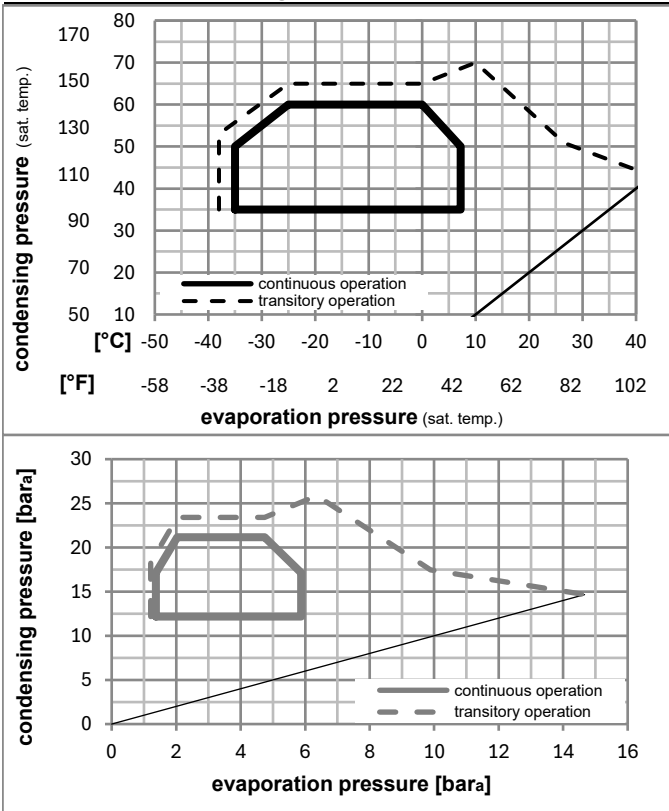 condensing pressure (sat. temp.)
170 80
70
150 60
130 50
110 40
90 30
70 20
50 10
continuous operation
transitory operation
[°C] -50 -40 -30 -20 -10 0 10 20 30 40
[°F] -58 -38 -18 2 22 42 62 82 102
evaporation pressure (sat. temp.)
condensing pressure [bara]
30
25
20
15
10
5
0
continuous operation
transitory operation
0 2 4 6 8 10 12 14 16
evaporation pressure [bara]